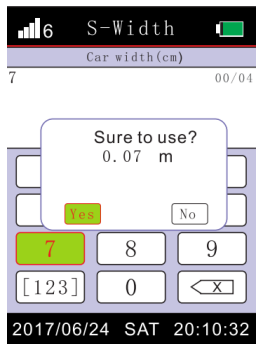 6 S-Width
Car width(cm)
7 00/04
Sure to use?
0.07 m
Yes No
7 8 9
[123] 0 X
2017/06/24 SAT 20:10:32